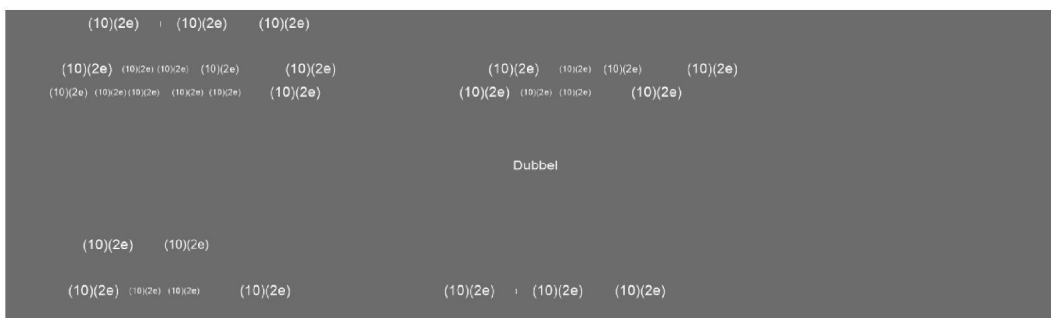 (10)(2e) (10)(2e) (10)(2e)
(10)(2e) (10)(2e) (10)(2e) (10)(2e) (10)(2e) (10)(2e) (10)(2e) (10)(2e) (10)(2e)
(10)(2e) (10)(2e) (10)(2e) (10)(2e) (10)(2e) (10)(2e) (10)(2e) (10)(2e) (10)(2e) (10)(2e)
Dubbel
(10)(2e) (10)(2e)
(10)(2e) (10)(2e) (10)(2e) (10)(2e) (10)(2e) (10)(2e) (10)(2e)